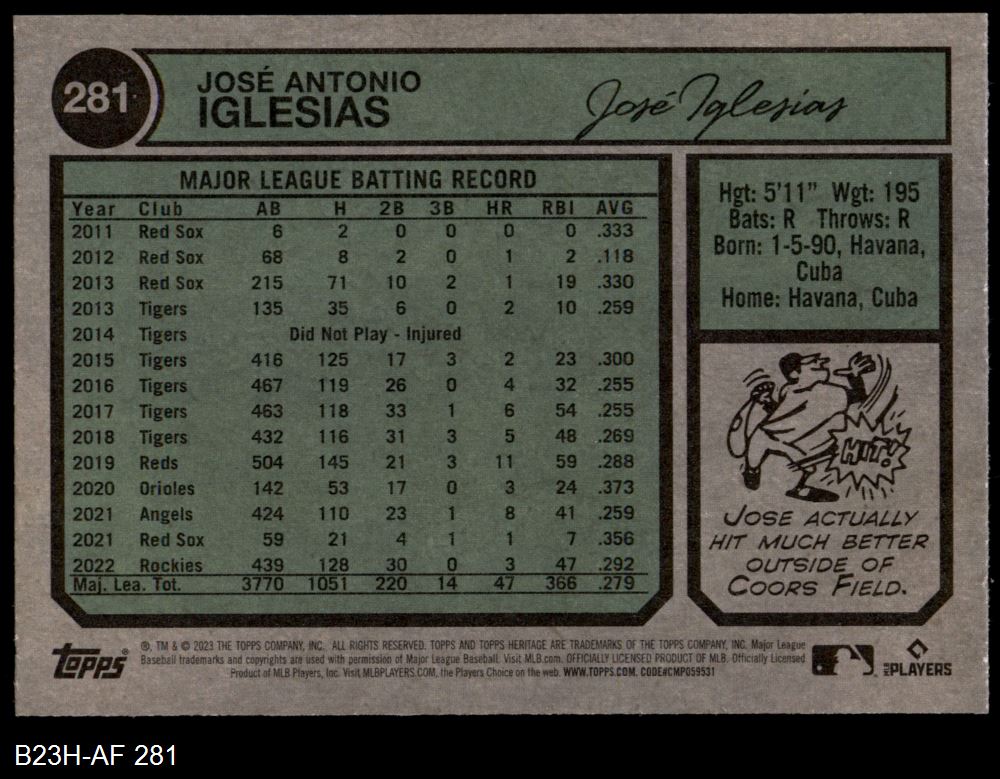 281
JOSÉ ANTONIO
IGLESIAS
José Iglesias
MAJOR LEAGUE BATTING RECORD
Year Club AB H 2B 3B HR RBI AVG
2011 Red Sox 6 2 0 0 0 0 .333
2012 Red Sox 68 8 2 0 1 2 .118
2013 Red Sox 215 71 10 2 1 19 .330
2013 Tigers 135 35 6 0 2 10 .259
2014 Tigers Did Not Play - Injured
2015 Tigers 416 125 17 3 2 23 .300
2016 Tigers 467 119 26 0 4 32 .255
2017 Tigers 463 118 33 1 6 54 .255
2018 Tigers 432 116 31 3 5 48 .269
2019 Reds 504 145 21 3 11 59 .288
2020 Orioles 142 53 17 0 3 24 .373
2021 Angels 424 110 23 1 8 41 .259
2021 Red Sox 59 21 4 1 1 7 .356
2022 Rockies 439 128 30 0 3 47 .292
Maj. Lea. Tot. 3770 1051 220 14 47 366 .279
Hgt: 5'11" Wgt: 195
Bats: R Throws: R
Born: 1-5-90, Havana,
Cuba
Home: Havana, Cuba
HIT!
JOSE ACTUALLY
HIT MUCH BETTER
OUTSIDE OF
COORS FIELD.
Topps®
®, TM & © 2023 THE TOPPS COMPANY, INC. ALL RIGHTS RESERVED. TOPPS AND TOPPS HERITAGE ARE TRADEMARKS OF THE TOPPS COMPANY, INC. Major League
Baseball trademarks and copyrights are used with permission of Major League Baseball. Visit MLB.com. OFFICIALLY LICENSED PRODUCT OF MLB. Officially Licensed
Product of MLB Players, Inc. Visit MLBPLAYERS.COM, the Players Choice on the web. WWW.TOPPS.COM. CODE#CMP059531
MLB PLAYERS
B23H-AF 281